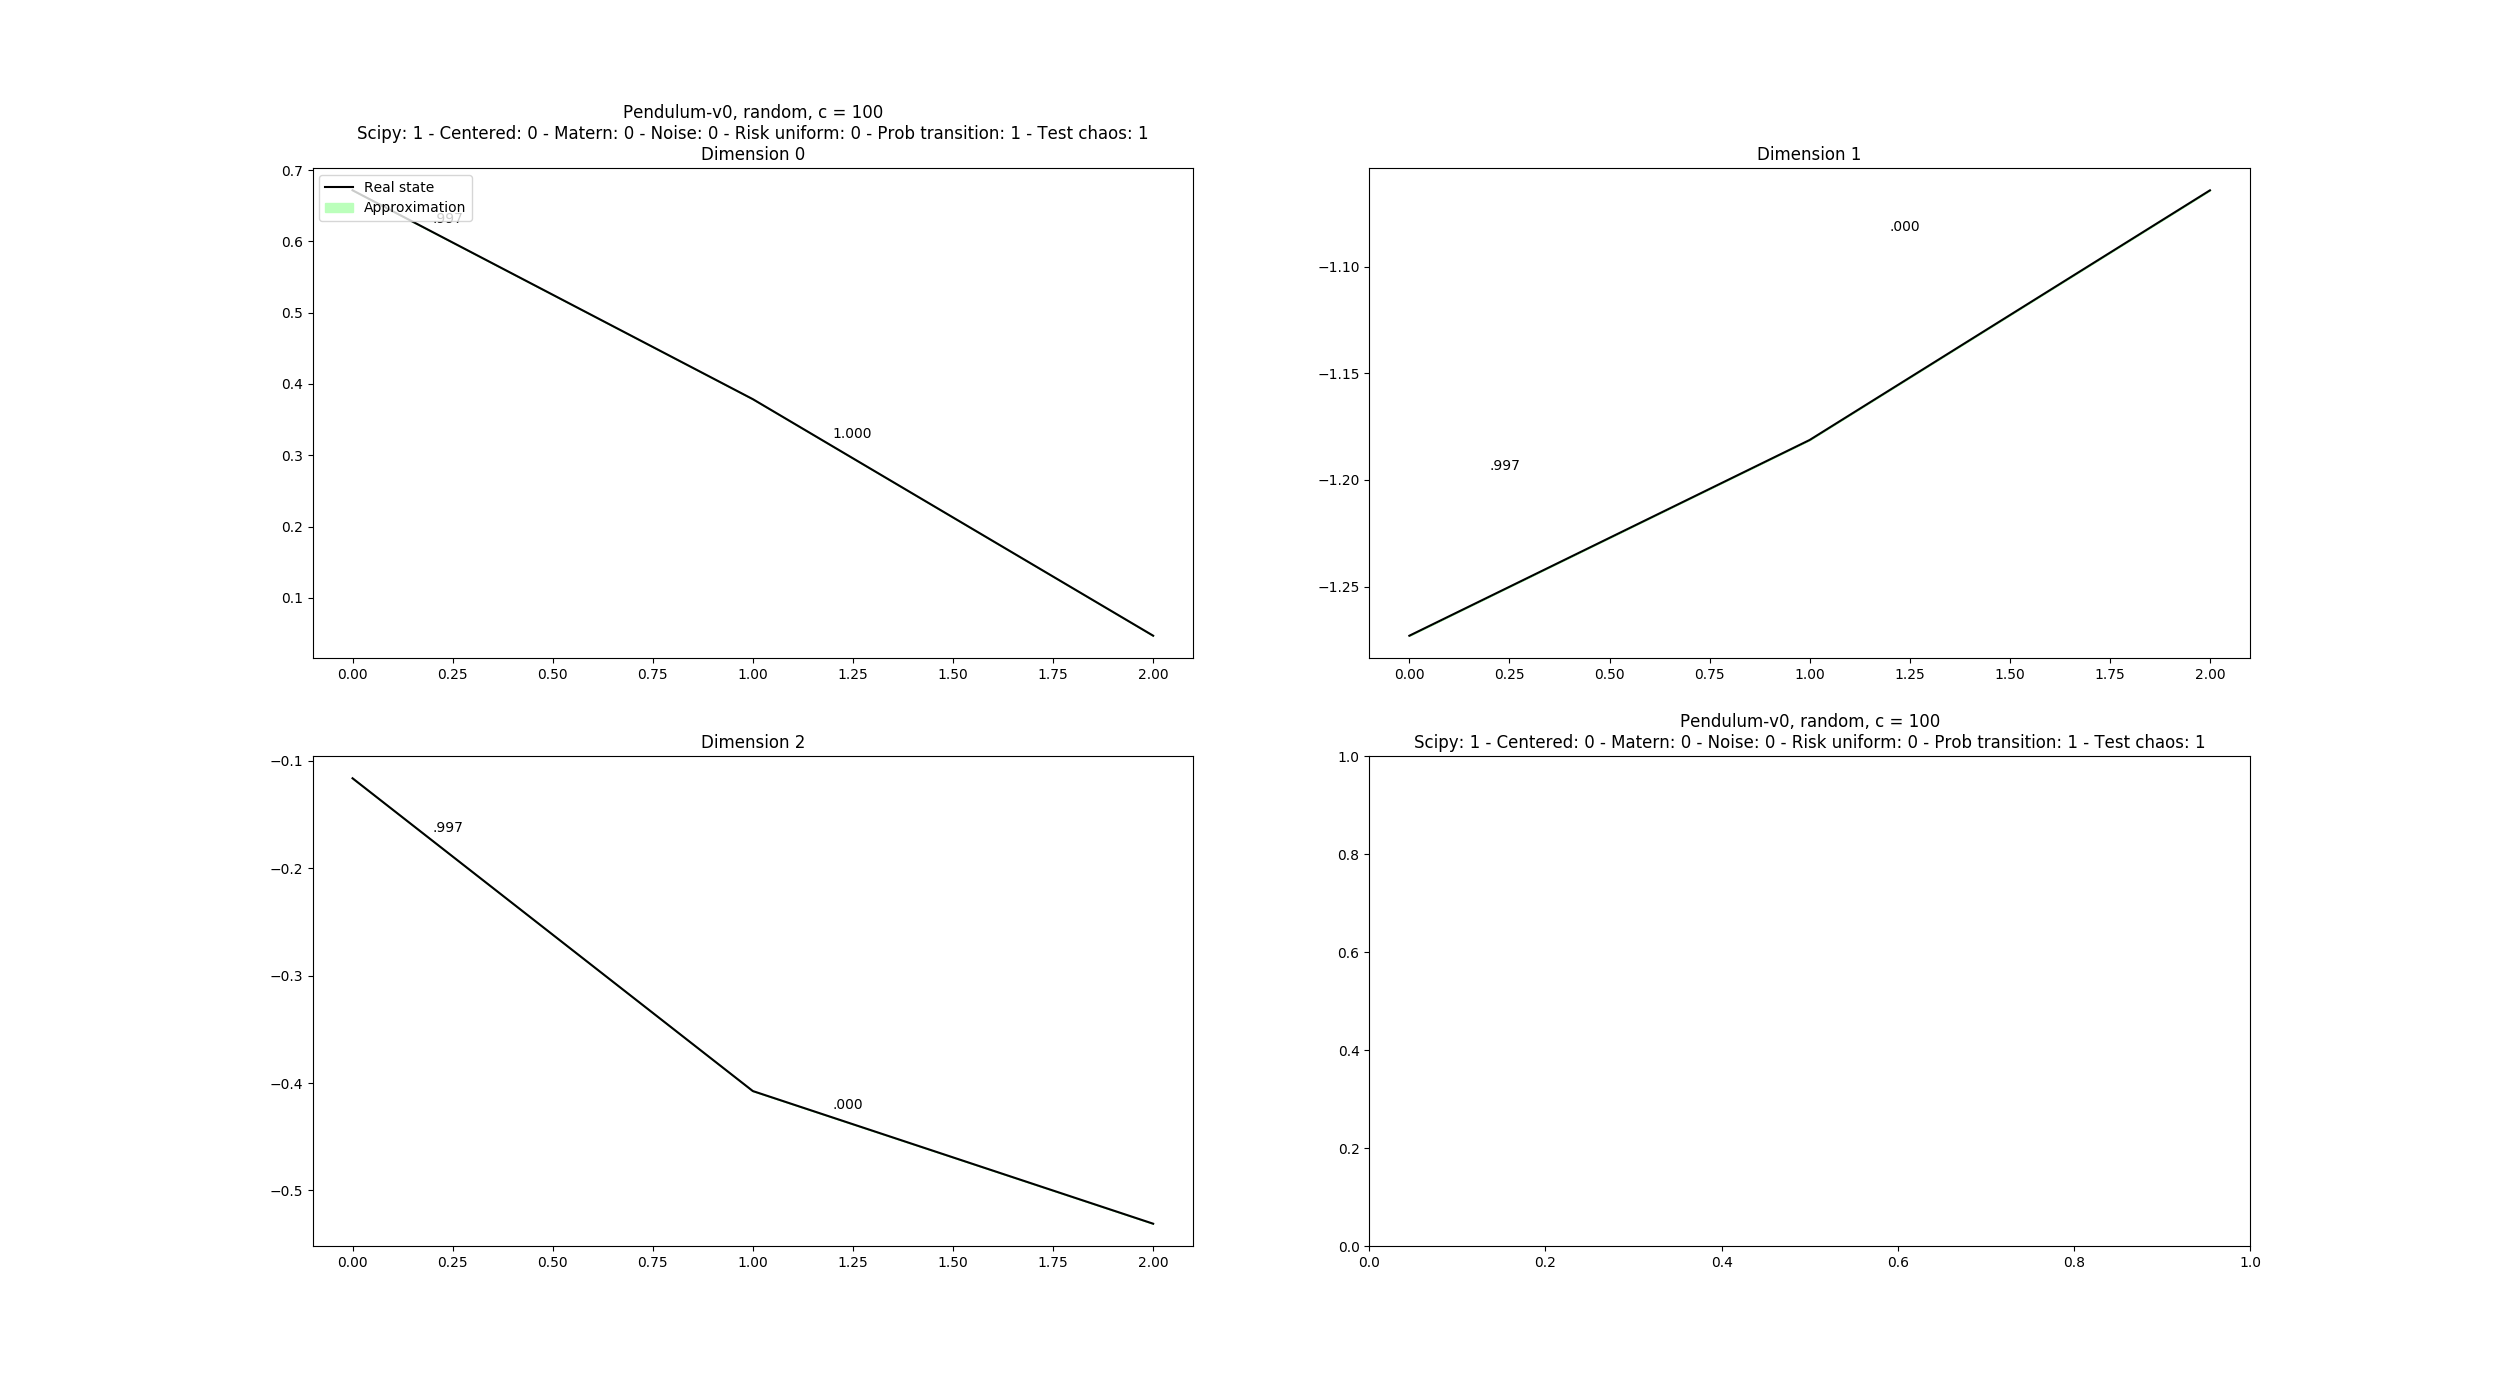 Pendulum-v0, random, c = 100
Scipy: 1 - Centered: 0 - Matern: 0 - Noise: 0 - Risk uniform: 0 - Prob transition: 1 - Test chaos: 1
Dimension 0
0.7
0.6
0.5
0.4
0.3
0.2
0.1
Real state
Approximation
.997
1.000
0.00 0.25 0.50 0.75 1.00 1.25 1.50 1.75 2.00
Dimension 1
−1.10
−1.15
−1.20
−1.25
.000
.997
0.00 0.25 0.50 0.75 1.00 1.25 1.50 1.75 2.00
Dimension 2
−0.1
−0.2
−0.3
−0.4
−0.5
.997
.000
0.00 0.25 0.50 0.75 1.00 1.25 1.50 1.75 2.00
Pendulum-v0, random, c = 100
Scipy: 1 - Centered: 0 - Matern: 0 - Noise: 0 - Risk uniform: 0 - Prob transition: 1 - Test chaos: 1
1.0
0.8
0.6
0.4
0.2
0.0
0.0 0.2 0.4 0.6 0.8 1.0